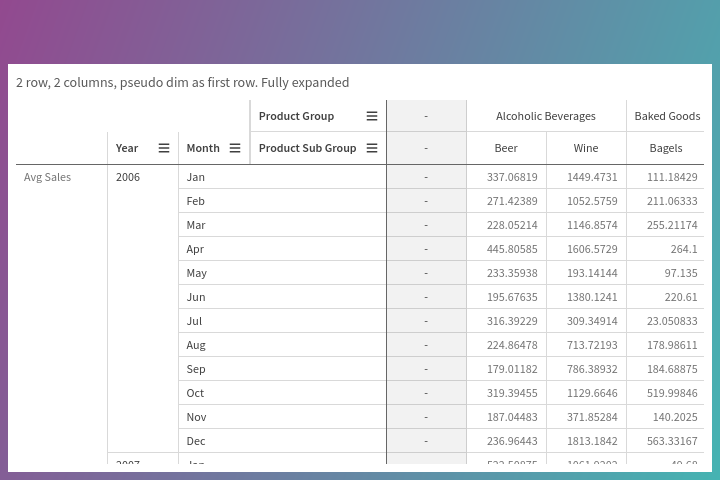 2 row, 2 columns, pseudo dim as first row. Fully expanded
Product Group - Alcoholic Beverages Baked Goods
Year Month Product Sub Group - Beer Wine Bagels
Avg Sales 2006 Jan - 337.06819 1449.4731 111.18429
Feb - 271.42389 1052.5759 211.06333
Mar - 228.05214 1146.8574 255.21174
Apr - 445.80585 1606.5729 264.1
May - 233.35938 193.14144 97.135
Jun - 195.67635 1380.1241 220.61
Jul - 316.39229 309.34914 23.050833
Aug - 224.86478 713.72193 178.98611
Sep - 179.01182 786.38932 184.68875
Oct - 319.39455 1129.6646 519.99846
Nov - 187.04483 371.85284 140.2025
Dec - 236.96443 1813.1842 563.33167
2007 Jan